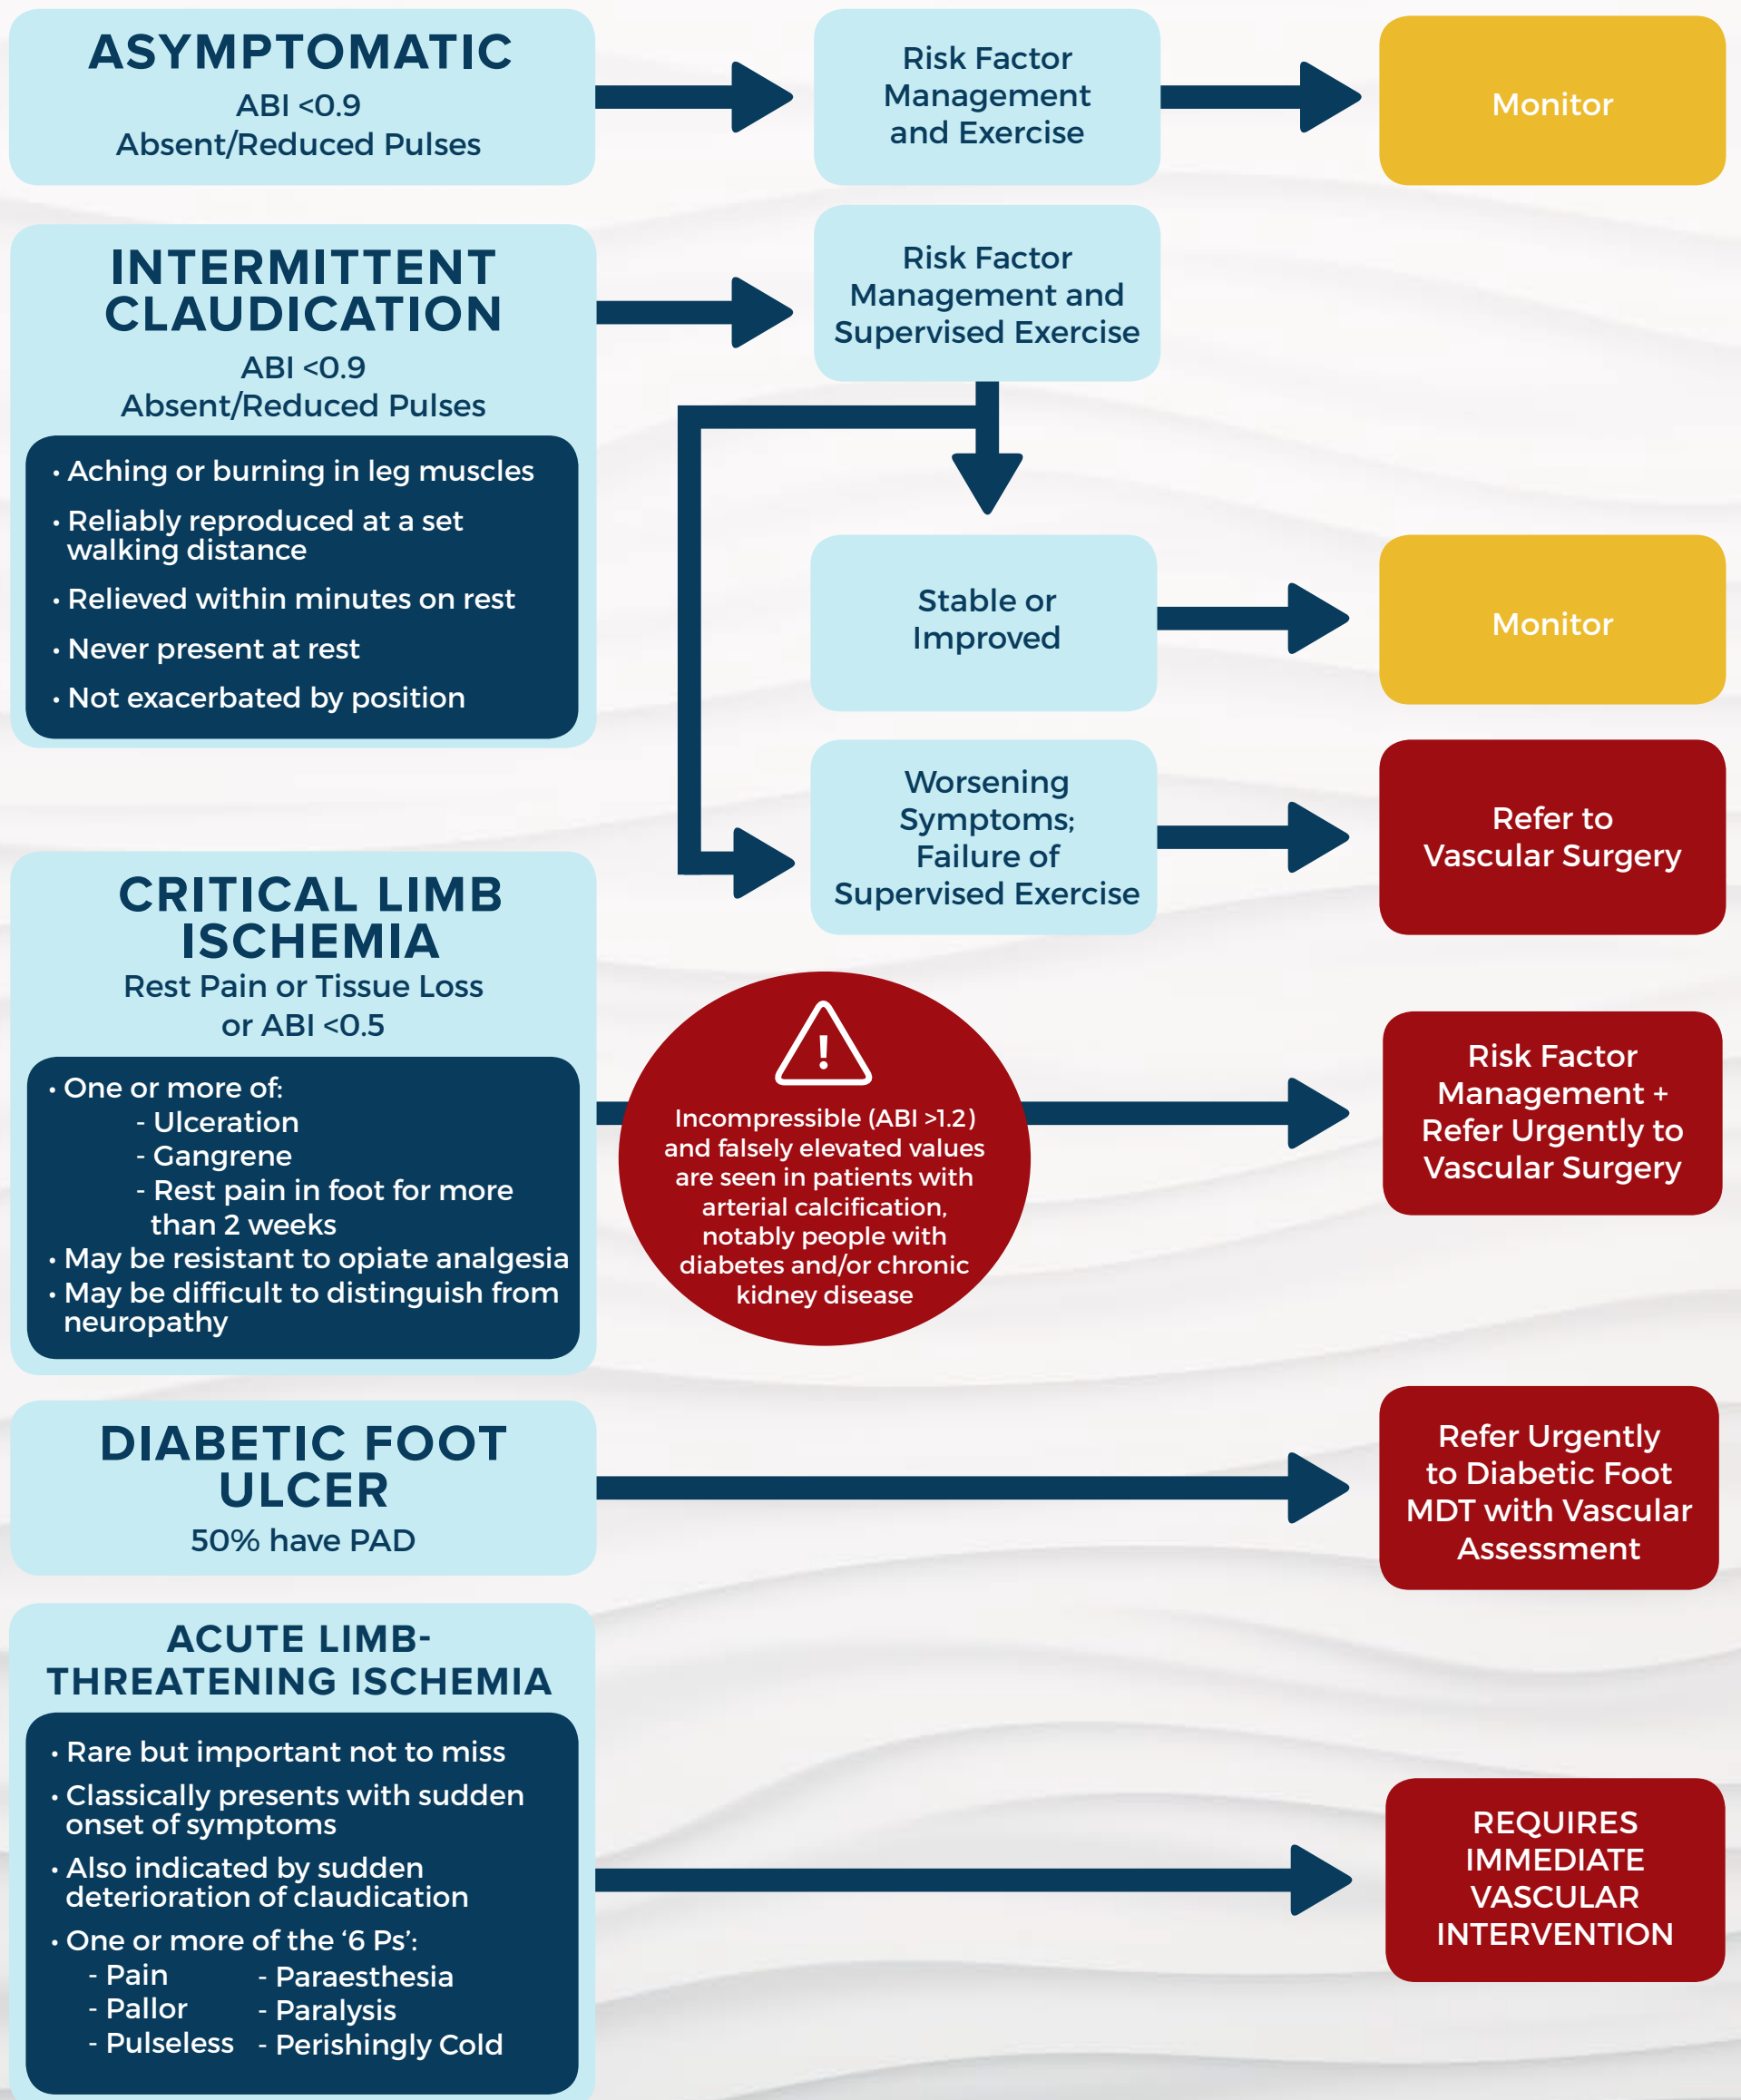 ASYMPTOMATIC
ABI <0.9
Absent/Reduced Pulses
Risk Factor
Management
and Exercise
Monitor
INTERMITTENT
CLAUDICATION
ABI <0.9
Absent/Reduced Pulses
• Aching or burning in leg muscles
• Reliably reproduced at a set
walking distance
• Relieved within minutes on rest
• Never present at rest
• Not exacerbated by position
Risk Factor
Management and
Supervised Exercise
Stable or
Improved
Monitor
Worsening
Symptoms;
Failure of
Supervised Exercise
Refer to
Vascular Surgery
CRITICAL LIMB
ISCHEMIA
Rest Pain or Tissue Loss
or ABI <0.5
• One or more of:
- Ulceration
- Gangrene
- Rest pain in foot for more
than 2 weeks
• May be resistant to opiate analgesia
• May be difficult to distinguish from
neuropathy
!
Incompressible (ABI >1.2)
and falsely elevated values
are seen in patients with
arterial calcification,
notably people with
diabetes and/or chronic
kidney disease
Risk Factor
Management +
Refer Urgently to
Vascular Surgery
DIABETIC FOOT
ULCER
50% have PAD
Refer Urgently
to Diabetic Foot
MDT with Vascular
Assessment
ACUTE LIMB-
THREATENING ISCHEMIA
• Rare but important not to miss
• Classically presents with sudden
onset of symptoms
• Also indicated by sudden
deterioration of claudication
• One or more of the ‘6 Ps’:
- Pain - Paraesthesia
- Pallor - Paralysis
- Pulseless - Perishingly Cold
REQUIRES
IMMEDIATE
VASCULAR
INTERVENTION